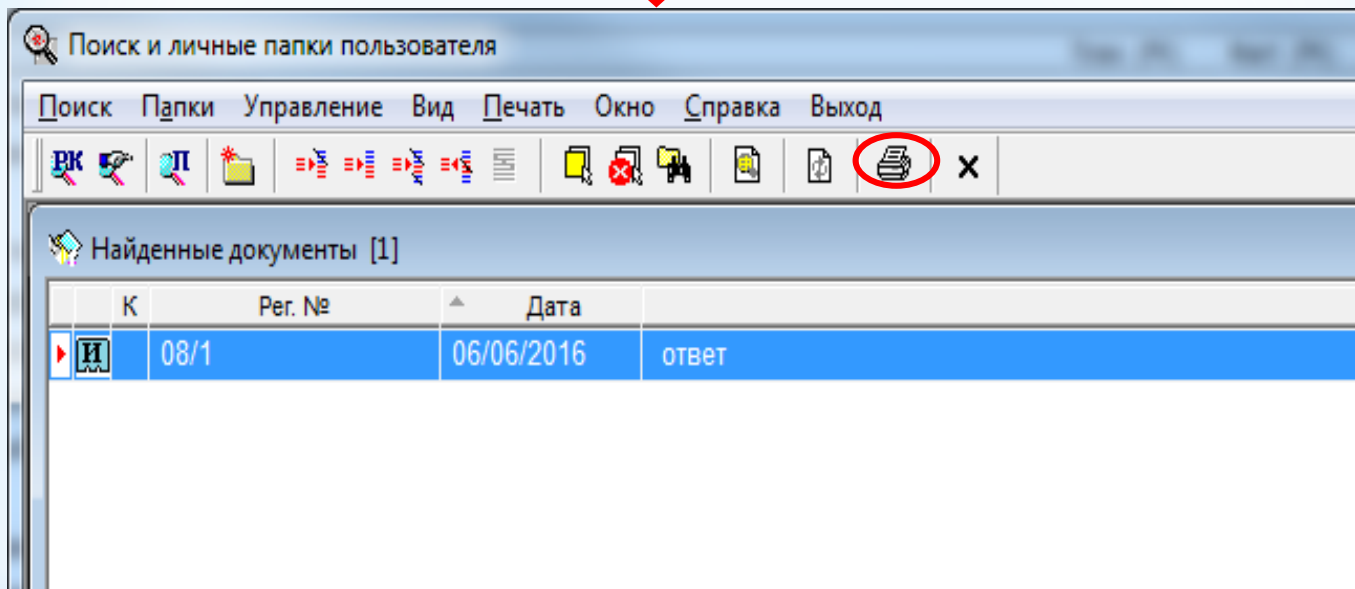 Поиск и личные папки пользователя
Поиск Папки Управление Вид Печать Окно Справка Выход
РК П
Найденные документы [1]
К Рег. № Дата
И 08/1 06/06/2016 ответ